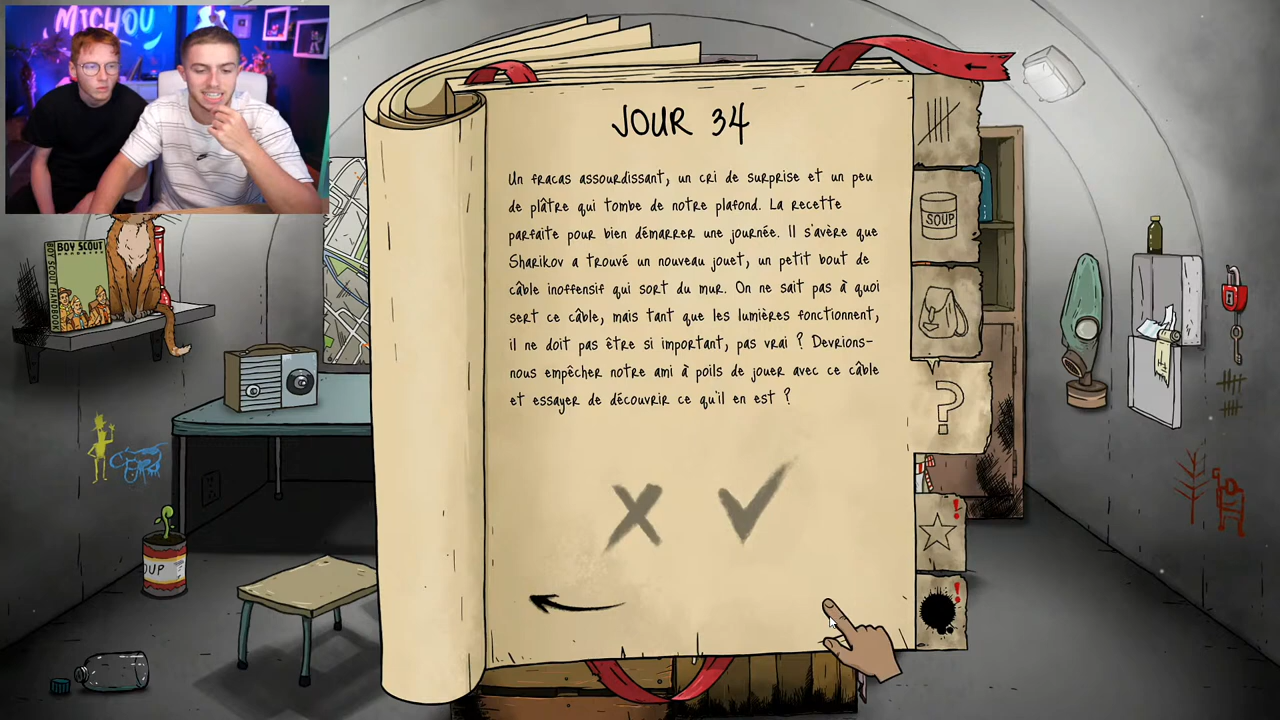 MICHOU
JOUR 34
Un fracas assourdissant, un cri de surprise et un peu
de plâtre qui tombe de notre plafond. La recette
parfaite pour bien démarrer une journée. Il s'avère que
Sharikov a trouvé un nouveau jouet, un petit bout de
câble inoffensif qui sort du mur. On ne sait pas à quoi
sert ce câble, mais tant que les lumières fonctionnent,
il ne doit pas être si important, pas vrai ? Devrions-
nous empêcher notre ami à poils de jouer avec ce câble
et essayer de découvrir ce qu'il en est ?
SOUP
?
!
!
BOY SCOUT
BOY SCOUT HANDBOOK
OUP